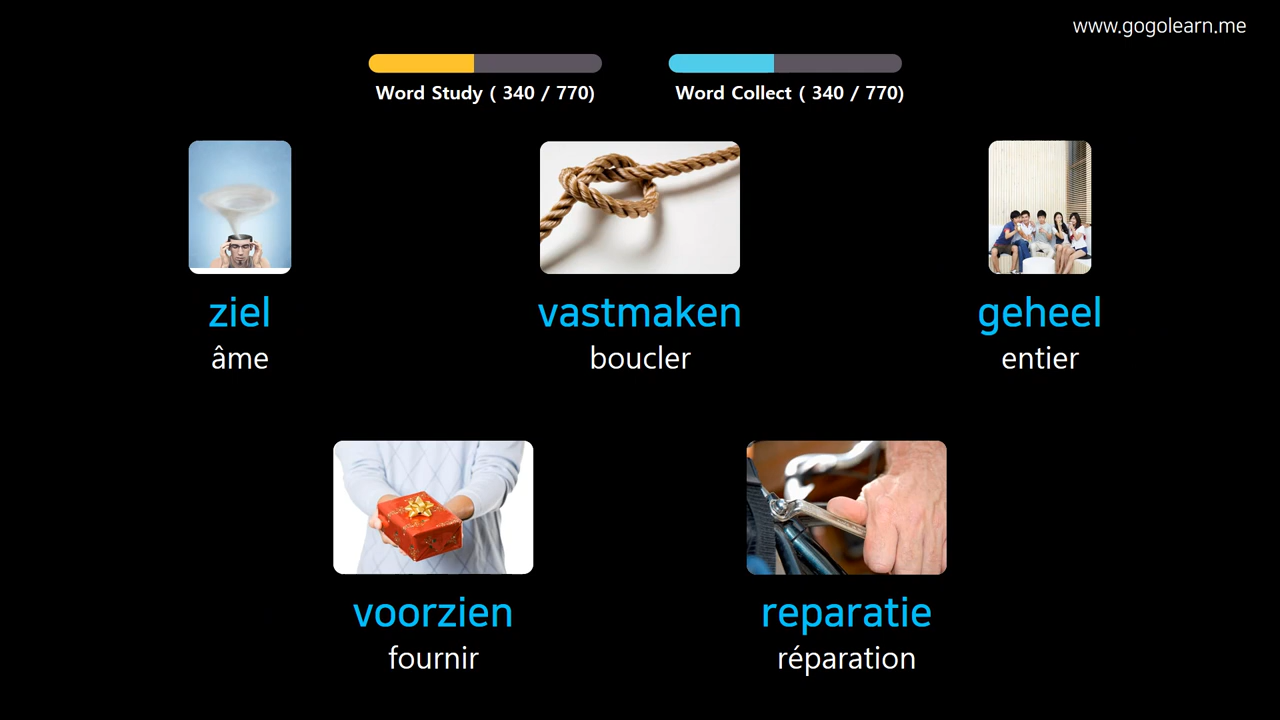 www.gogolearn.me
Word Study ( 340 / 770)
Word Collect ( 340 / 770)
ziel
âme
vastmaken
boucler
geheel
entier
voorzien
fournir
reparatie
réparation